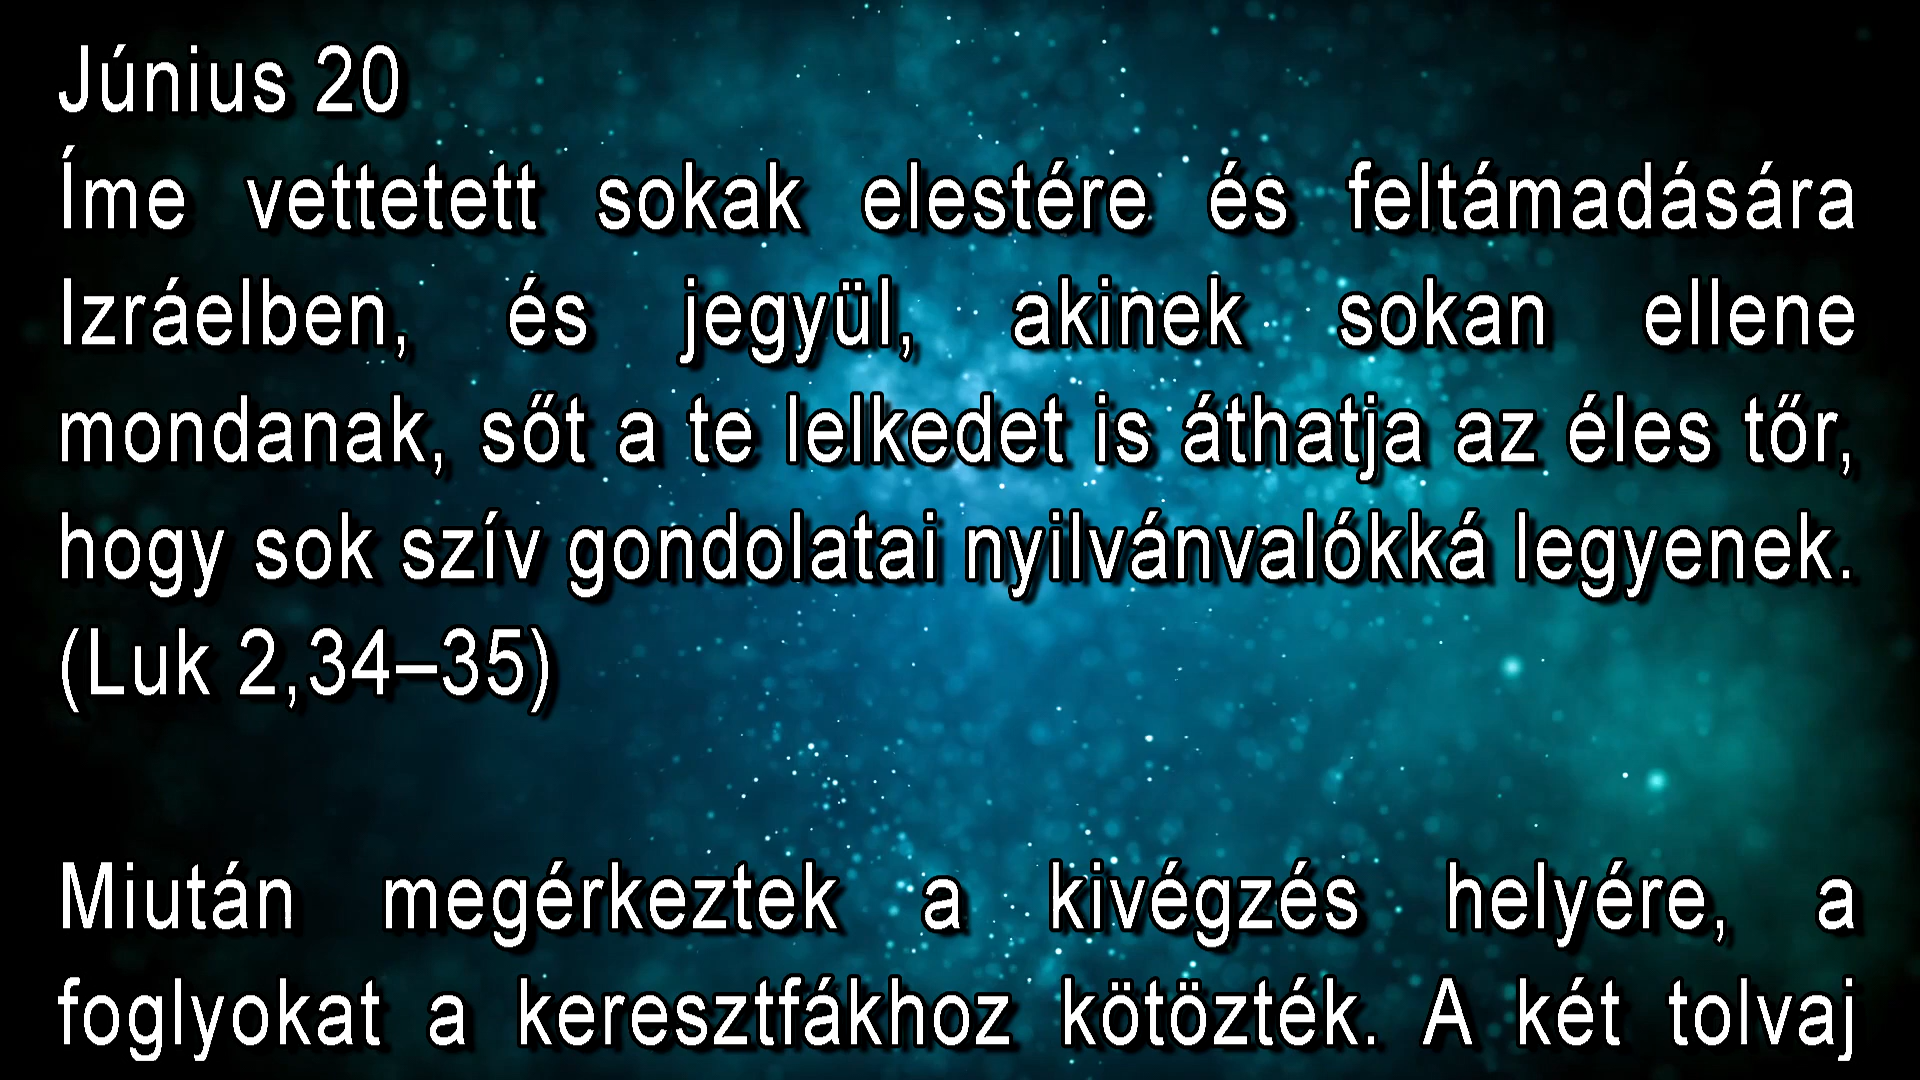 Június 20
Íme vettetett sokak elestére és feltámadására
Izráelben, és jegyül, akinek sokan ellene
mondanak, sőt a te lelkedet is áthatja az éles tőr,
hogy sok szív gondolatai nyilvánvalókká legyenek.
(Luk 2,34–35)
Miután megérkeztek a kivégzés helyére, a
foglyokat a keresztfákhoz kötözték. A két tolvaj